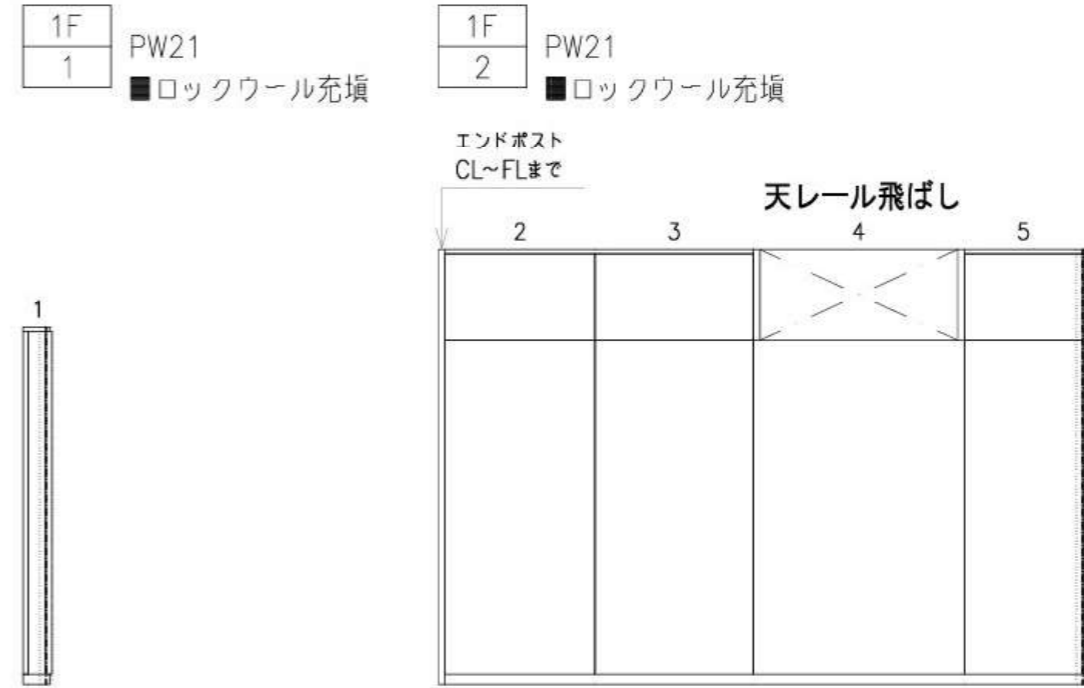 1F
1
PW21
■ロックウール充填
1F
2
PW21
■ロックウール充填
エンドポスト
CL~FLまで
天レール飛ばし
2 3 4 5
1